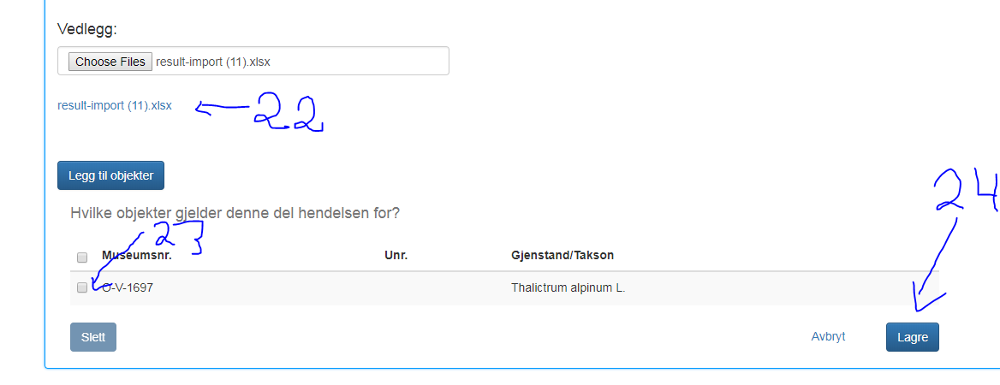 Vedlegg:
Choose Files result-import (11).xlsx
result-import (11).xlsx 22
Legg til objekter
24
Hvilke objekter gjelder denne del hendelsen for?
23
Museumsnr. Unr. Gjenstand/Takson
O-V-1697 Thalictrum alpinum L.
Slett Avbryt Lagre